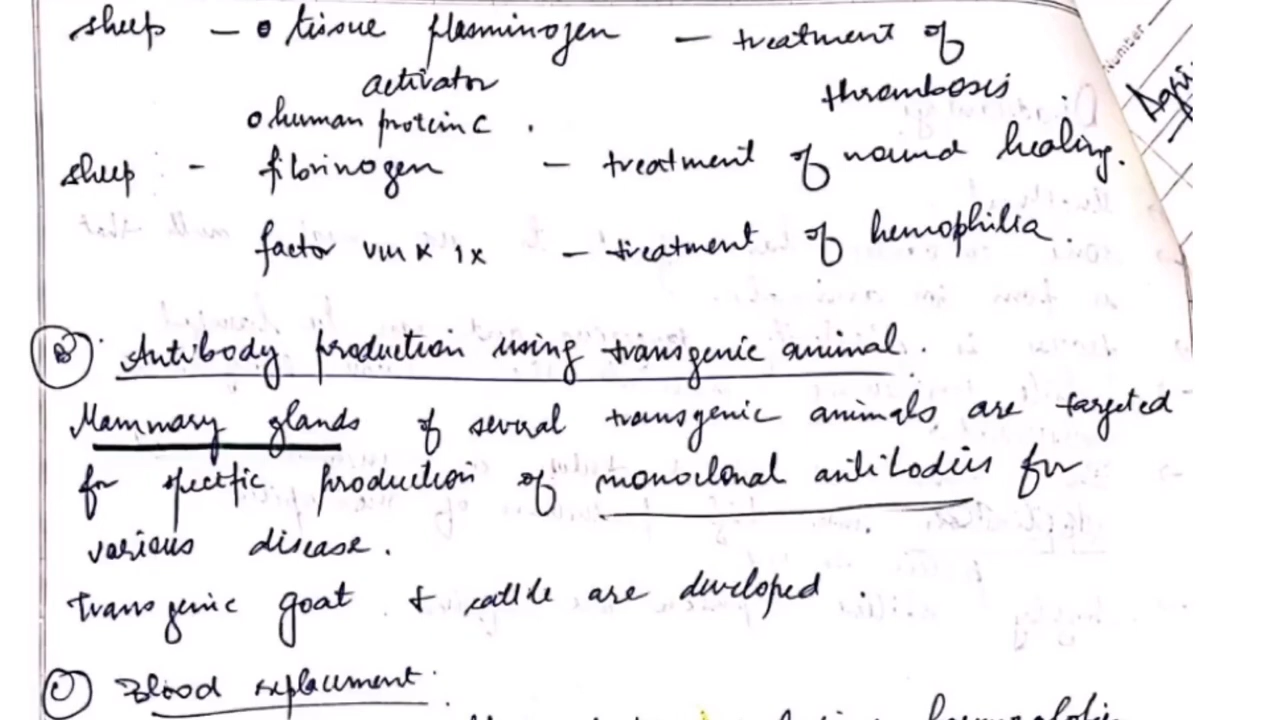 sheep - o tissue plasminogen - treatment of
activator thrombosis
o human protein C .
sheep - fibrinogen - treatment of wound healing.
factor VIII & IX - treatment of hemophilia.
Number
Agri
B Antibody production using transgenic animal.
Mammary glands of several transgenic animals are targeted
for specific production of monoclonal antibodies for
various disease.
Transgenic goat & cattle are developed.
C Blood replacement.